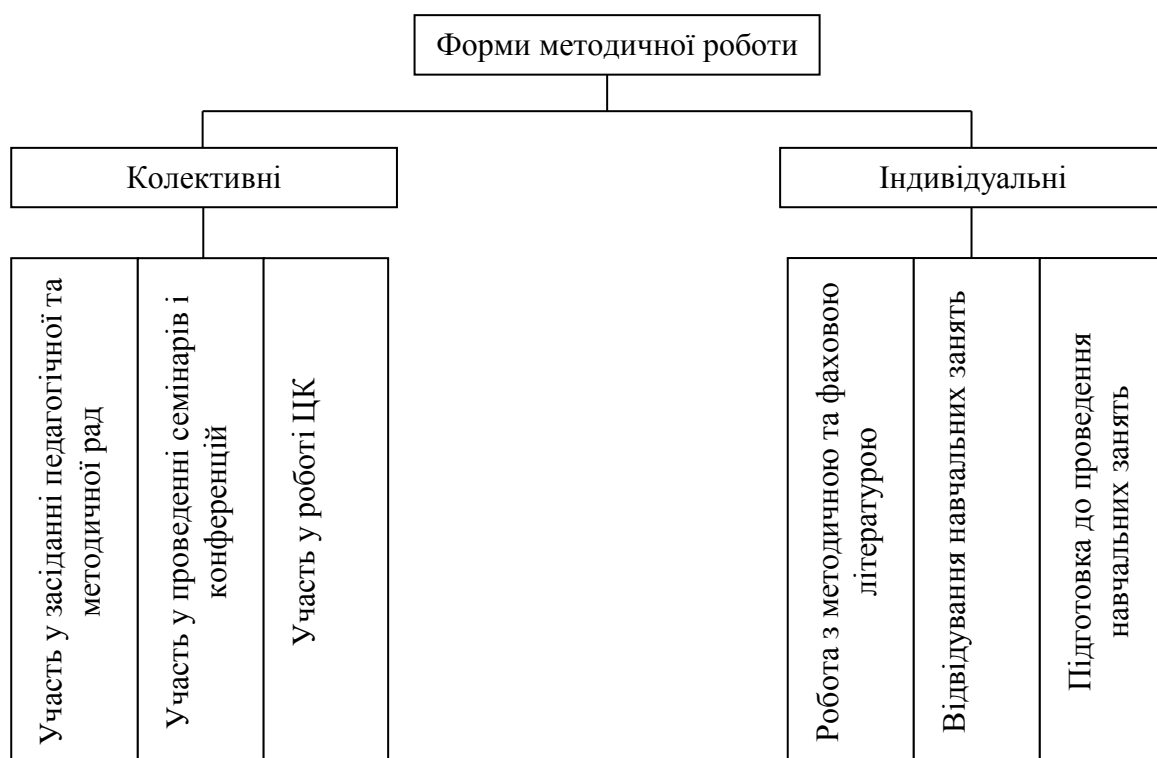 Форми методичної роботи
Колективні
Індивідуальні
Участь у засіданні педагогічної та
методичної рад
Участь у проведенні семінарів і
конференцій
Участь у роботі ЦК
Робота з методичною та фаховою
літературою
Відвідування навчальних занять
Підготовка до проведення
навчальних занять